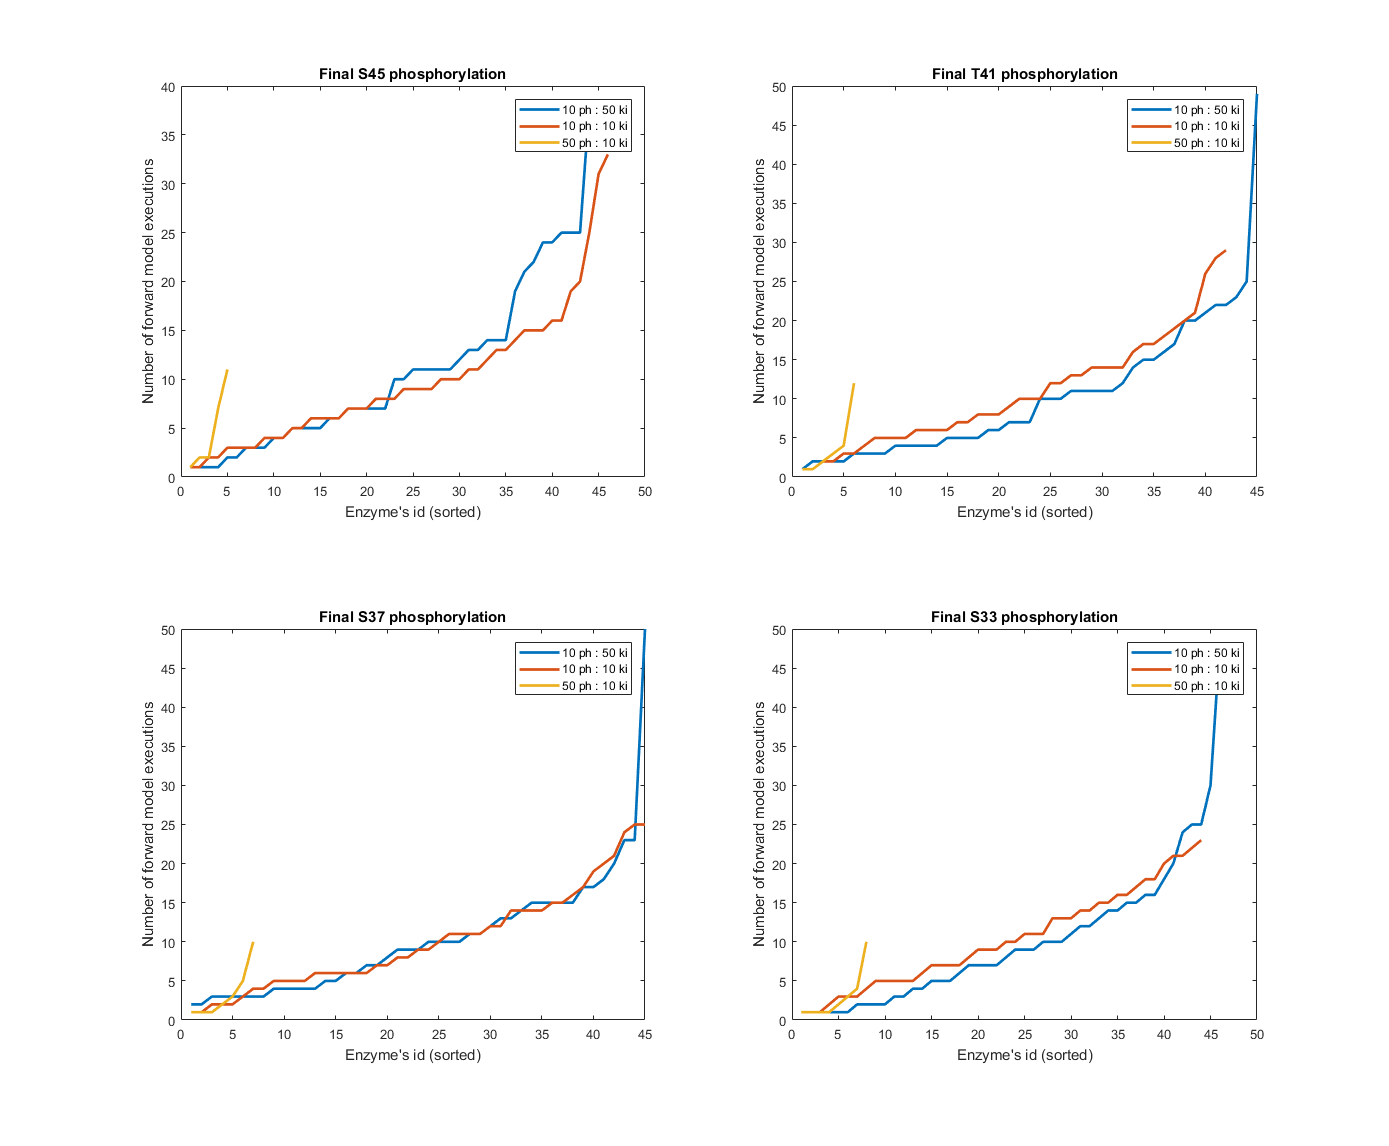 Final S45 phosphorylation
40
35
30
25
20
15
10
5
0
Number of forward model executions
10 ph : 50 ki
10 ph : 10 ki
50 ph : 10 ki
0 5 10 15 20 25 30 35 40 45 50
Enzyme's id (sorted)
Final T41 phosphorylation
50
45
40
35
30
25
20
15
10
5
0
Number of forward model executions
10 ph : 50 ki
10 ph : 10 ki
50 ph : 10 ki
0 5 10 15 20 25 30 35 40 45
Enzyme's id (sorted)
Final S37 phosphorylation
50
45
40
35
30
25
20
15
10
5
0
Number of forward model executions
10 ph : 50 ki
10 ph : 10 ki
50 ph : 10 ki
0 5 10 15 20 25 30 35 40 45
Enzyme's id (sorted)
Final S33 phosphorylation
50
45
40
35
30
25
20
15
10
5
0
Number of forward model executions
10 ph : 50 ki
10 ph : 10 ki
50 ph : 10 ki
0 5 10 15 20 25 30 35 40 45 50
Enzyme's id (sorted)